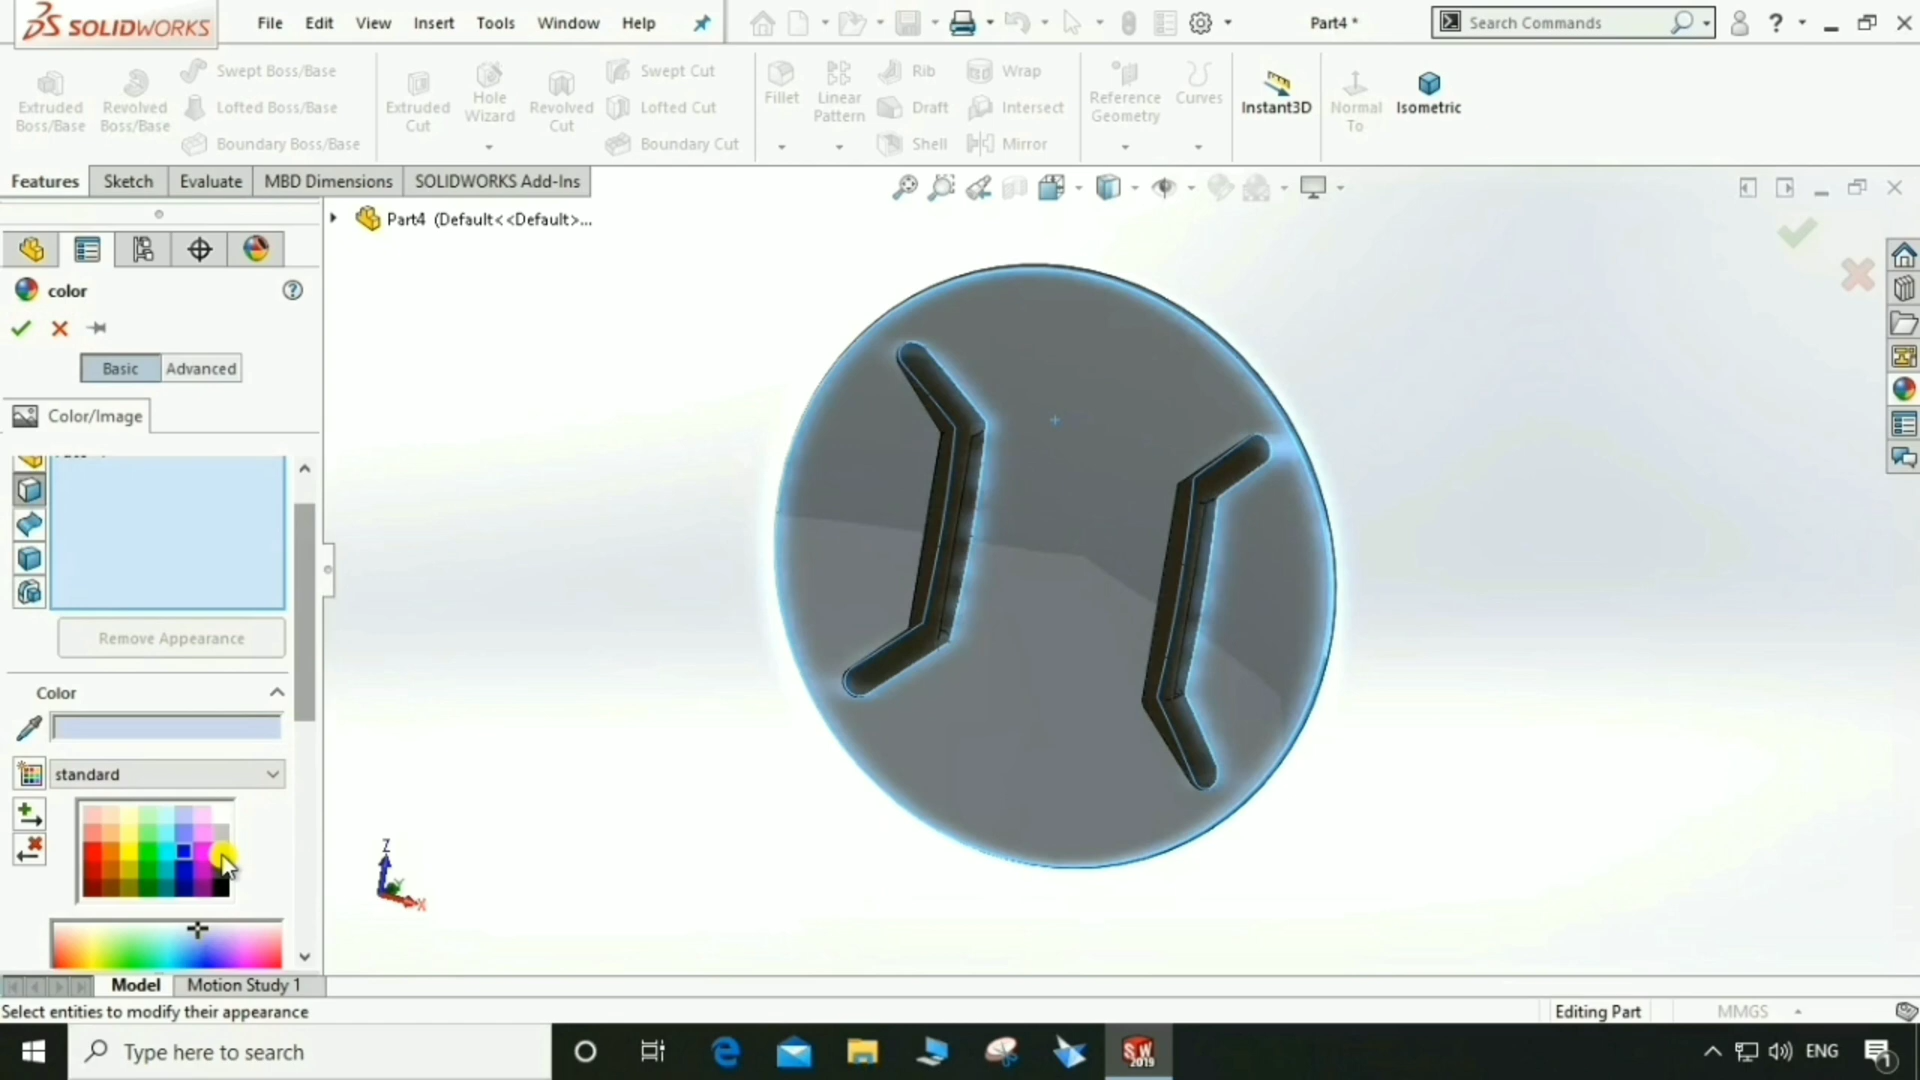 SOLIDWORKS
File Edit View Insert Tools Window Help
Part4 *
Search Commands
?
Extruded Boss/Base
Revolved Boss/Base
Swept Boss/Base
Lofted Boss/Base
Boundary Boss/Base
Extruded Cut
Hole Wizard
Revolved Cut
Swept Cut
Lofted Cut
Boundary Cut
Fillet
Linear Pattern
Rib
Draft
Shell
Wrap
Intersect
Mirror
Reference Geometry
Curves
Instant3D
Normal To
Isometric
Features Sketch Evaluate MBD Dimensions SOLIDWORKS Add-Ins
Part4 (Default<<Default>...
color
?
Basic Advanced
Color/Image
Remove Appearance
Color
standard
Z
Y
X
Model Motion Study 1
Select entities to modify their appearance
Editing Part
MMGS
Type here to search
SW
2019
ENG
1